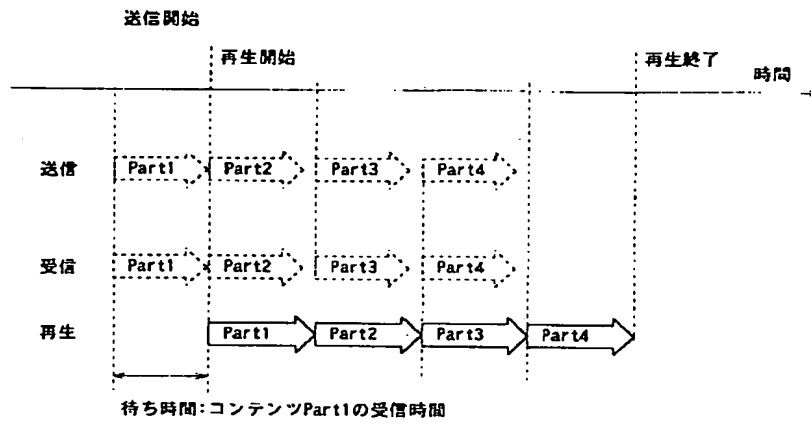 送信開始
再生開始
再生終了
時間
送信 Part1 Part2 Part3 Part4
受信 Part1 Part2 Part3 Part4
再生 Part1 Part2 Part3 Part4
待ち時間:コンテンツPart1の受信時間